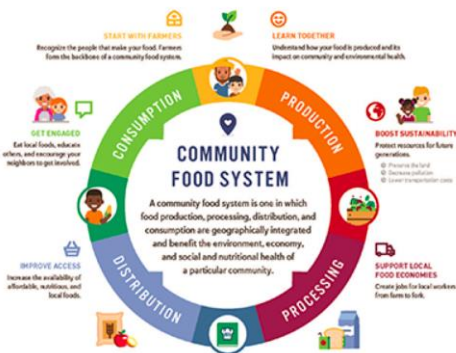 START WITH FARMERS
Recognize the people that make your food. Farmers
form the backbone of a community food system.
LEARN TOGETHER
Understand how your food is produced and its
impact on community and environmental health.
GET ENGAGED
Eat local foods, educate
others, and encourage your
neighbors to get involved.
CONSUMPTION
PRODUCTION
BOOST SUSTAINABILITY
Protect resources for future
generations.
Preserve the land
Decrease pollution
Lower transportation costs
COMMUNITY
FOOD SYSTEM
A community food system is one in which
food production, processing, distribution, and
consumption are geographically integrated
and benefit the environment, economy,
and social and nutritional health of
a particular community.
IMPROVE ACCESS
Increase the availability of
affordable, nutritious, and
local foods.
DISTRIBUTION
PROCESSING
SUPPORT LOCAL
FOOD ECONOMIES
Create jobs for local workers
from farm to fork.